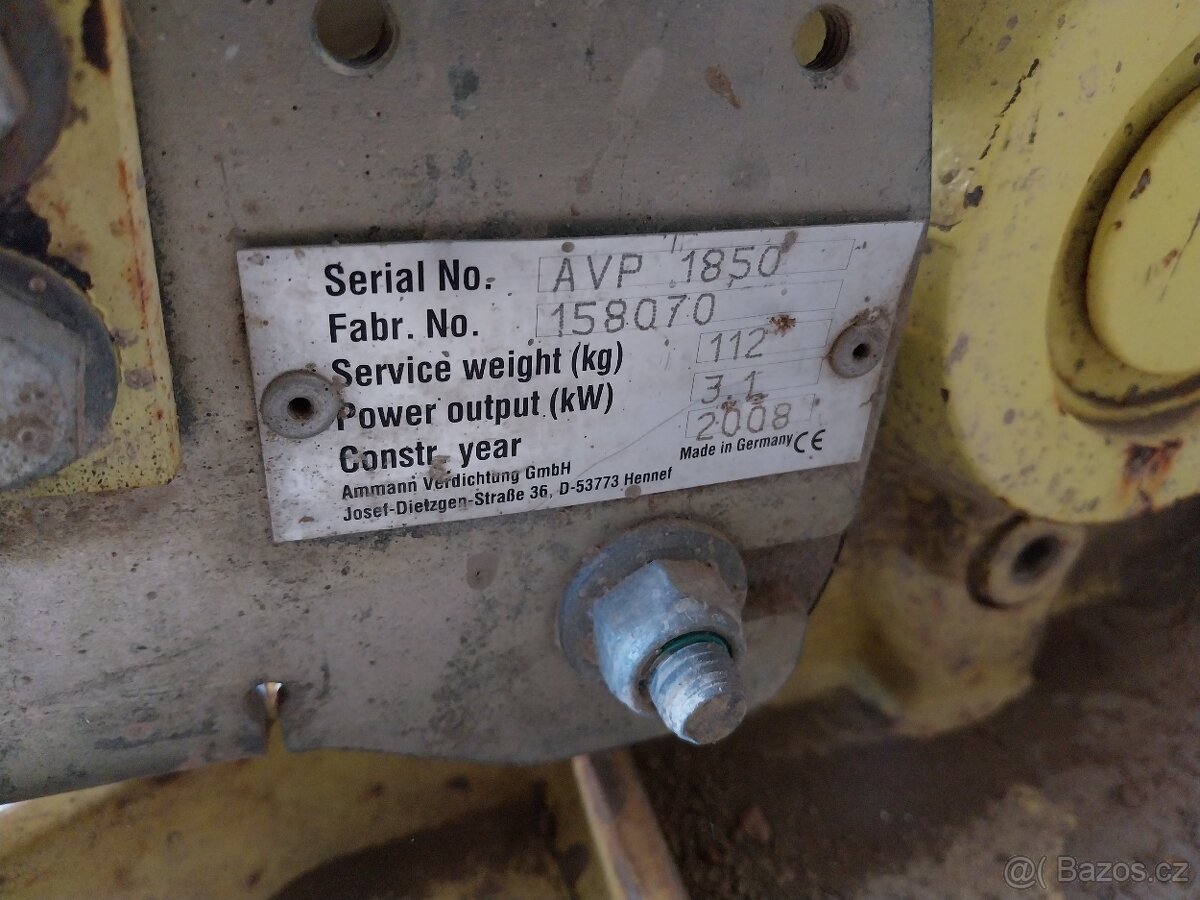 Serial No. AVP 1850
Fabr. No. 158070
Service weight (kg) 112
Power output (kW) 3,1
Constr. year 2008
Ammann Verdichtung GmbH Made in Germany CE
Josef-Dietzgen-Straße 36, D-53773 Hennef
@( Bazos.cz